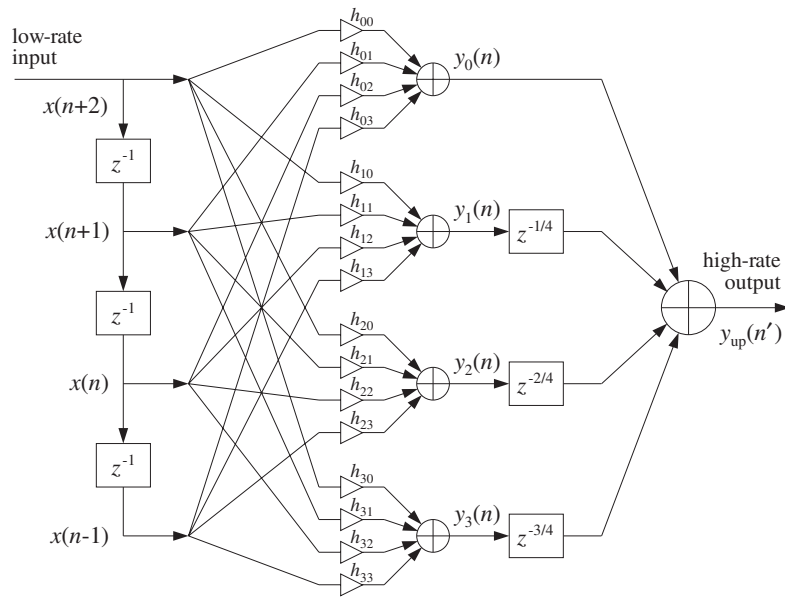 low-rate
input
x(n+2)
z⁻¹
x(n+1)
z⁻¹
x(n)
z⁻¹
x(n-1)
h₀₀
h₀₁
h₀₂
h₀₃
y₀(n)
h₁₀
h₁₁
h₁₂
h₁₃
y₁(n)
z⁻¹/⁴
h₂₀
h₂₁
h₂₂
h₂₃
y₂(n)
z⁻²/⁴
h₃₀
h₃₁
h₃₂
h₃₃
y₃(n)
z⁻³/⁴
high-rate
output
y_up(n′)